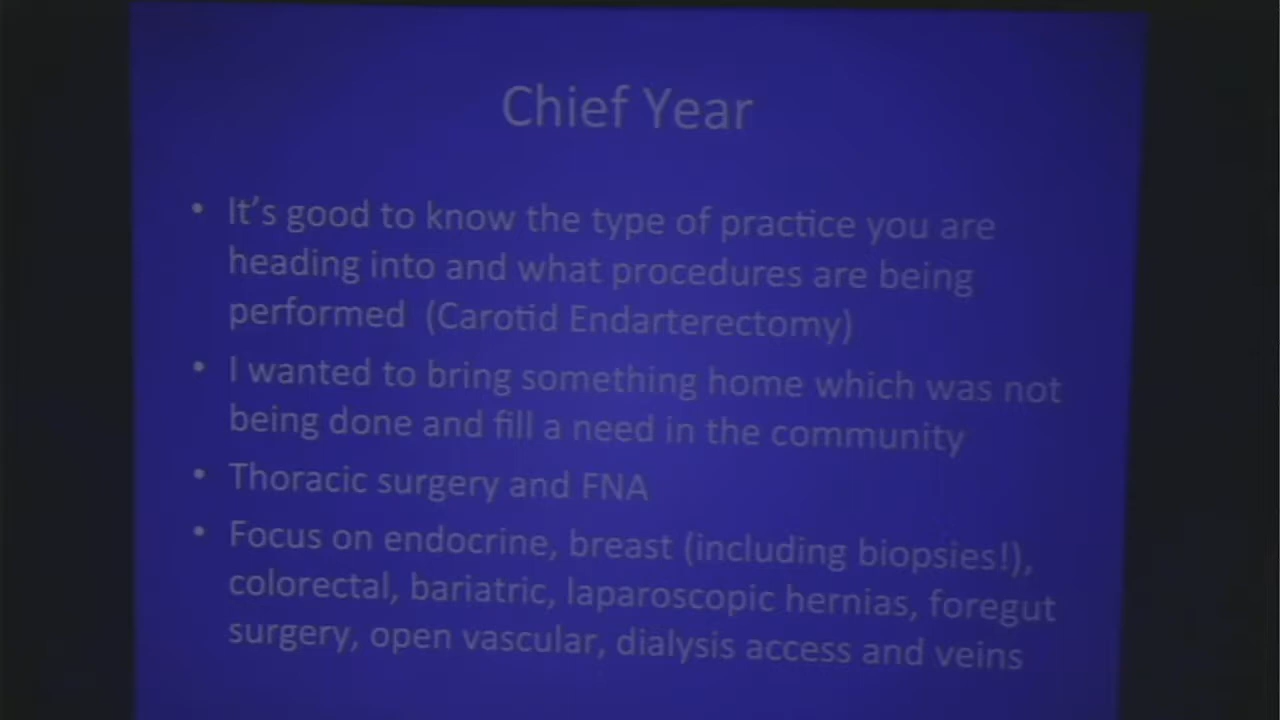 Chief Year
• It's good to know the type of practice you are
heading into and what procedures are being
performed (Carotid Endarterectomy)
• I wanted to bring something home which was not
being done and fill a need in the community
• Thoracic surgery and FNA
• Focus on endocrine, breast (including biopsies!),
colorectal, bariatric, laparoscopic hernias, foregut
surgery, open vascular, dialysis access and veins